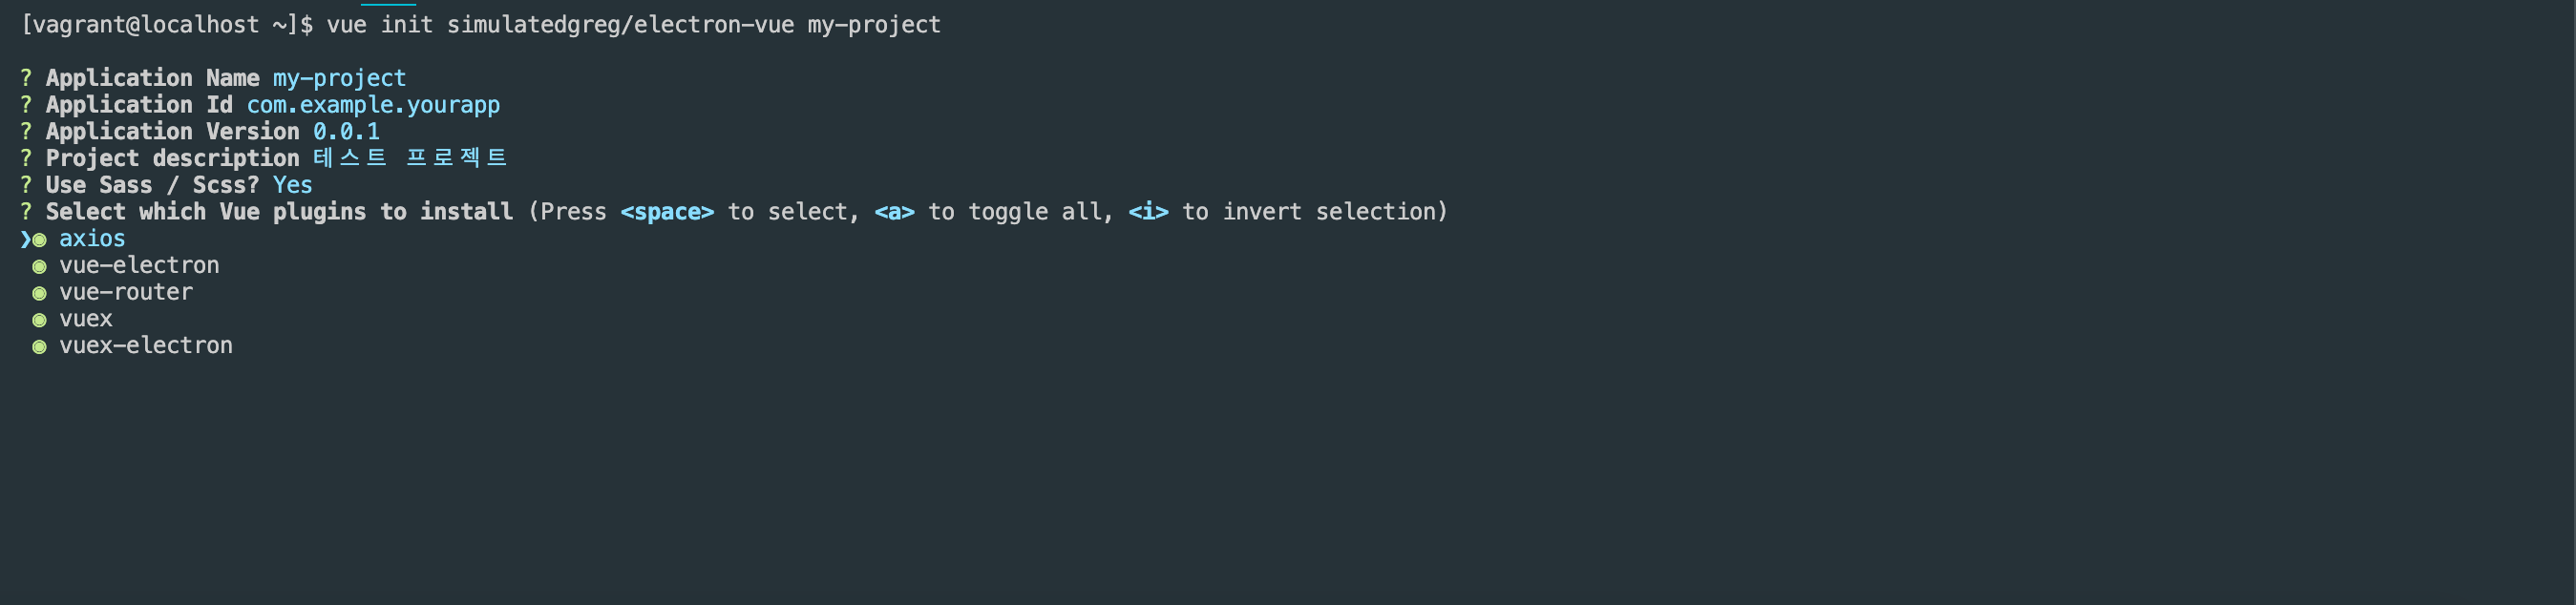 [vagrant@localhost ~]$ vue init simulatedgreg/electron-vue my-project
? Application Name my-project
? Application Id com.example.yourapp
? Application Version 0.0.1
? Project description 테스트 프로젝트
? Use Sass / Scss? Yes
? Select which Vue plugins to install (Press <space> to select, <a> to toggle all, <i> to invert selection)
❯◉ axios
◉ vue-electron
◉ vue-router
◉ vuex
◉ vuex-electron